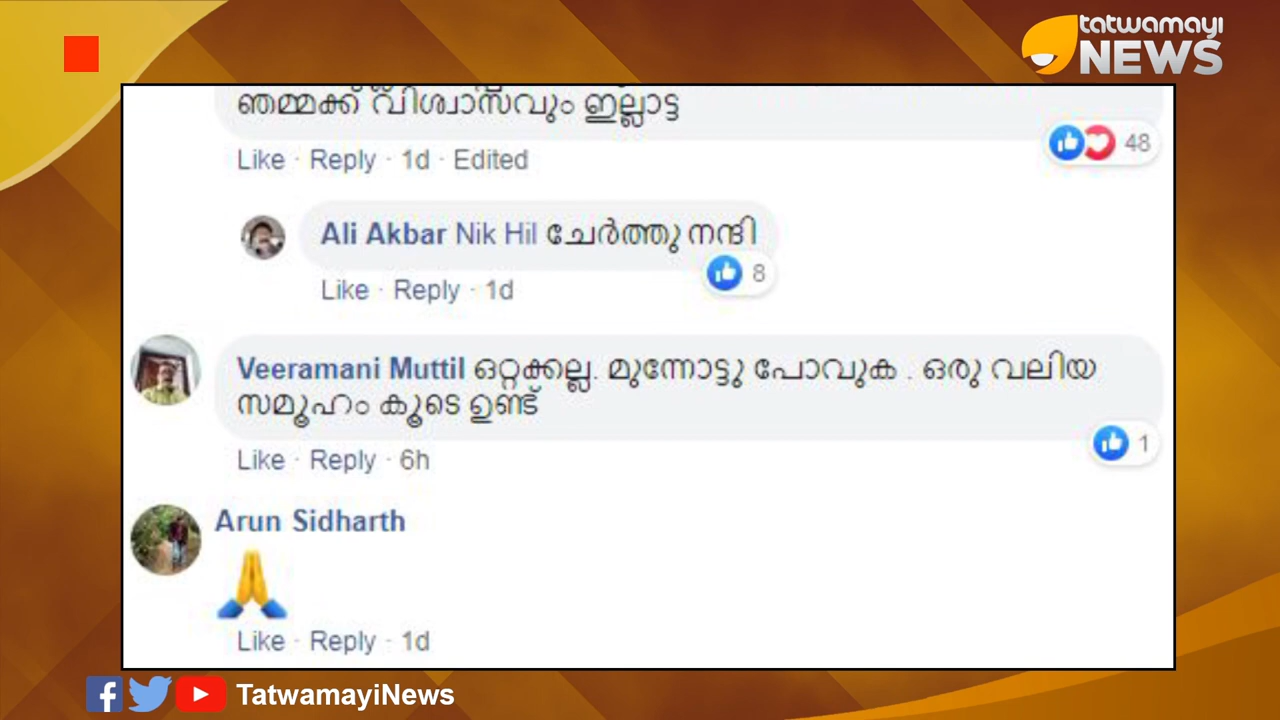 tatwamayi
NEWS
ഞമ്മക്ക് വിശ്വാസവും ഇല്ലാട്ട
Like · Reply · 1d · Edited
48
Ali Akbar Nik Hil ചേർത്തു നന്ദി
8
Like · Reply · 1d
Veeramani Muttil ഒറ്റക്കല്ല. മുന്നോട്ടു പോവുക . ഒരു വലിയ
സമൂഹം കൂടെ ഉണ്ട്
1
Like · Reply · 6h
Arun Sidharth
🙏
Like · Reply · 1d
TatwamayiNews